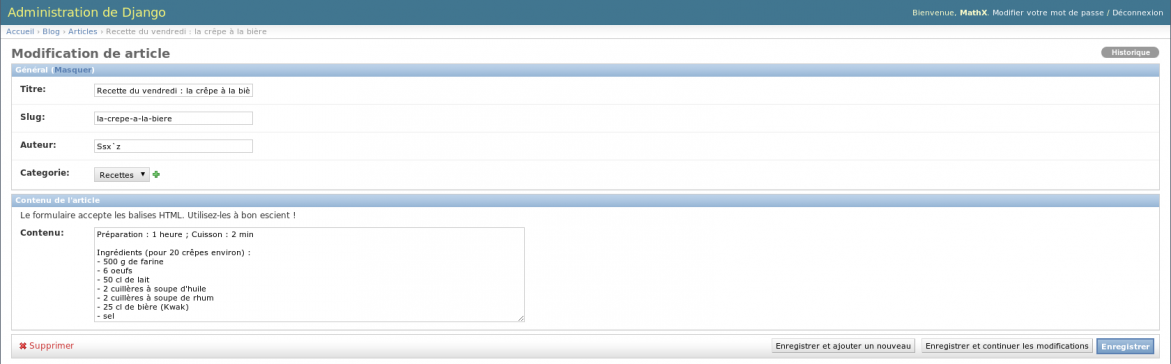 Administration de Django
Bienvenue, MathX. Modifier votre mot de passe / Déconnexion
Accueil › Blog › Articles › Recette du vendredi : la crêpe à la bière
Modification de article
Historique
Général (Masquer)
Titre: Recette du vendredi : la crêpe à la biè
Slug: la-crepe-a-la-biere
Auteur: Ssx`z
Categorie: Recettes
Contenu de l'article
Le formulaire accepte les balises HTML. Utilisez-les à bon escient !
Contenu: Préparation : 1 heure ; Cuisson : 2 min
Ingrédients (pour 20 crêpes environ) :
- 500 g de farine
- 6 oeufs
- 50 cl de lait
- 2 cuillères à soupe d'huile
- 2 cuillères à soupe de rhum
- 25 cl de bière (Kwak)
- sel
Supprimer
Enregistrer et ajouter un nouveau
Enregistrer et continuer les modifications
Enregistrer